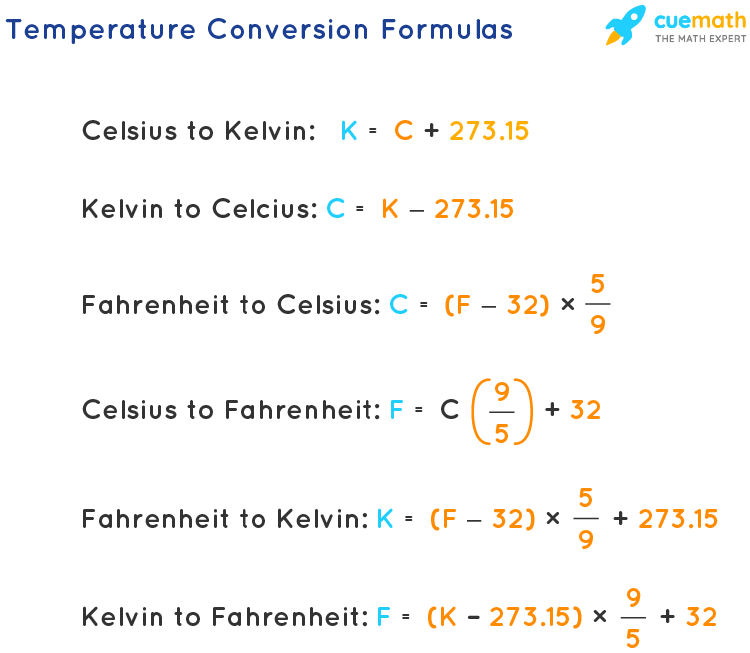 Temperature Conversion Formulas
cuemath
THE MATH EXPERT
Celsius to Kelvin: K = C + 273.15
Kelvin to Celcius: C = K – 273.15
Fahrenheit to Celsius: C = (F – 32) × 5/9
Celsius to Fahrenheit: F = C (9/5) + 32
Fahrenheit to Kelvin: K = (F – 32) × 5/9 + 273.15
Kelvin to Fahrenheit: F = (K – 273.15) × 9/5 + 32